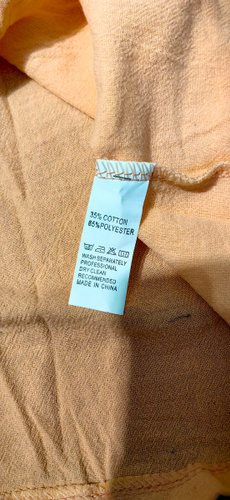 35% COTTON
65%POLYESTER
WASH SEPARATELY
PROFESSIONAL
DRY CLEAN
RECOMMENDED
MADE IN CHINA